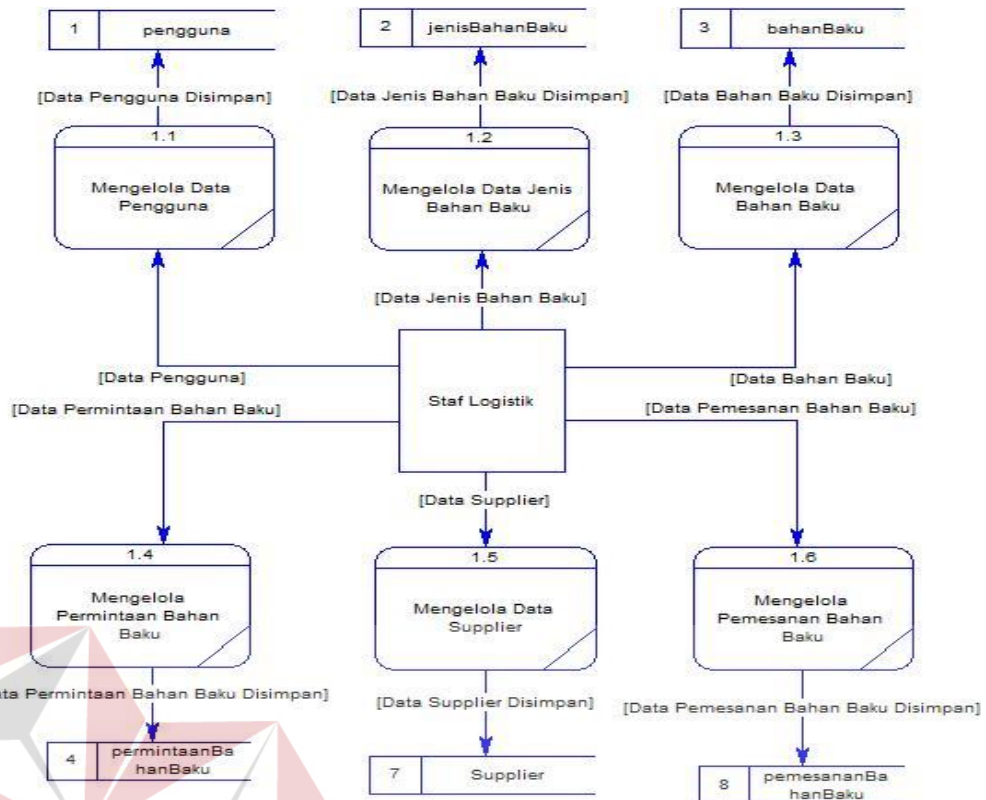 1 pengguna
2 jenisBahanBaku
3 bahanBaku
[Data Pengguna Disimpan]
[Data Jenis Bahan Baku Disimpan]
[Data Bahan Baku Disimpan]
1.1
Mengelola Data
Pengguna
1.2
Mengelola Data Jenis
Bahan Baku
1.3
Mengelola Data
Bahan Baku
[Data Jenis Bahan Baku]
[Data Pengguna]
[Data Permintaan Bahan Baku]
Staf Logistik
[Data Bahan Baku]
[Data Pemesanan Bahan Baku]
[Data Supplier]
1.4
Mengelola
Permintaan Bahan
Baku
1.5
Mengelola Data
Supplier
1.6
Mengelola
Pemesanan Bahan
Baku
ata Permintaan Bahan Baku Disimpan]
[Data Supplier Disimpan]
[Data Pemesanan Bahan Baku Disimpan]
4 permintaanBa
hanBaku
7 Supplier
8 pemesananBa
hanBaku